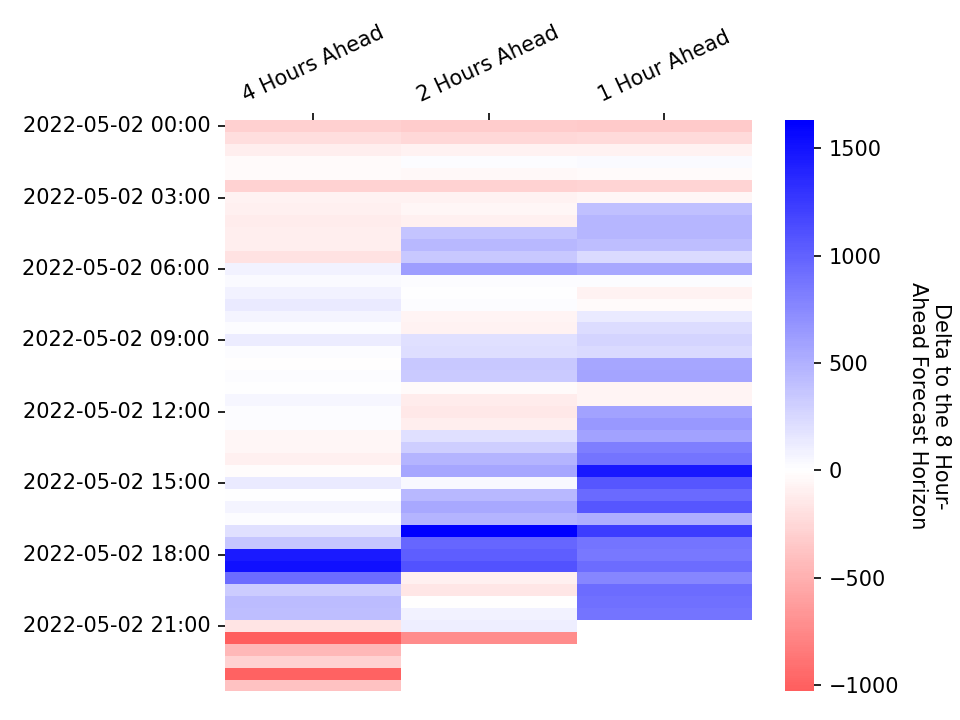 4 Hours Ahead
2 Hours Ahead
1 Hour Ahead
2022-05-02 00:00
2022-05-02 03:00
2022-05-02 06:00
2022-05-02 09:00
2022-05-02 12:00
2022-05-02 15:00
2022-05-02 18:00
2022-05-02 21:00
1500
1000
500
0
−500
−1000
Delta to the 8 Hour-
Ahead Forecast Horizon